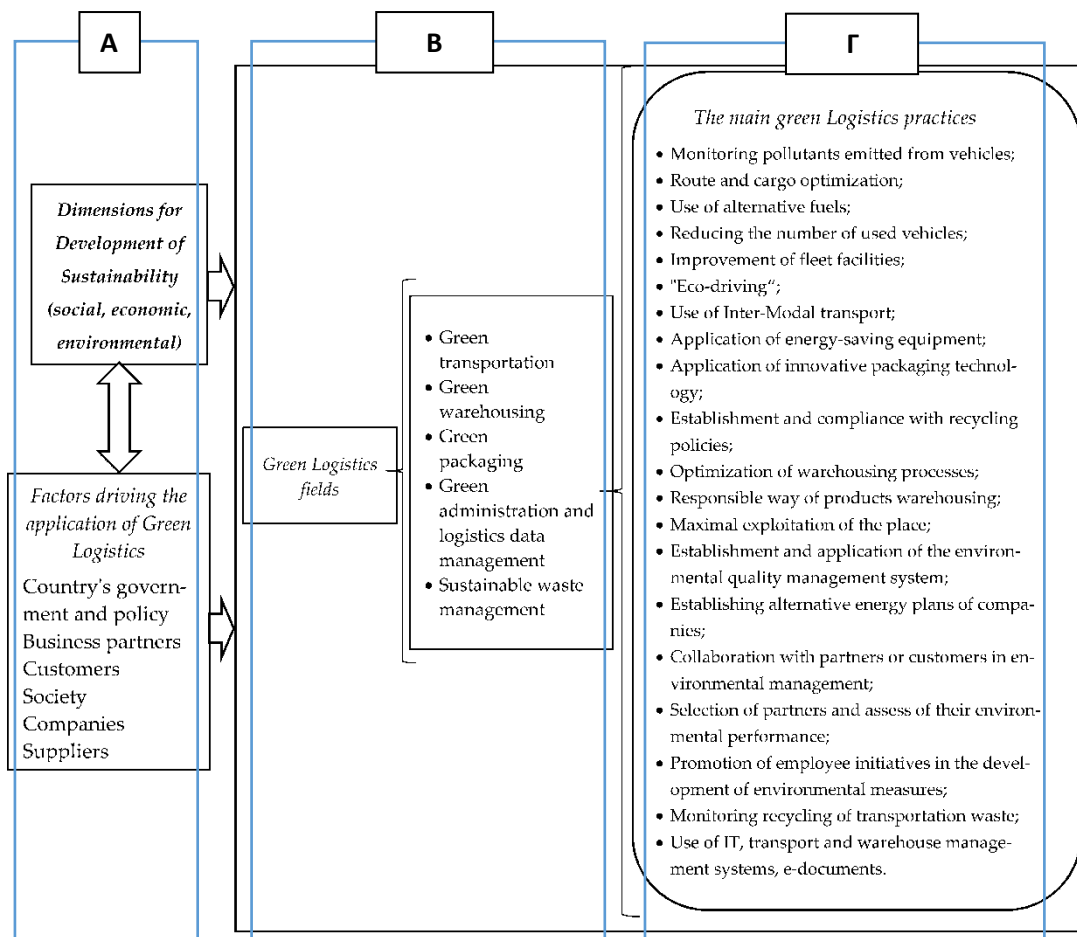 Α
Β
Γ
Dimensions for
Development of
Sustainability
(social, economic,
environmental)
Factors driving the
application of Green
Logistics
Country's govern-
ment and policy
Business partners
Customers
Society
Companies
Suppliers
Green Logistics
fields
• Green
transportation
• Green
warehousing
• Green
packaging
• Green
administration and
logistics data
management
• Sustainable waste
management
The main green Logistics practices
• Monitoring pollutants emitted from vehicles;
• Route and cargo optimization;
• Use of alternative fuels;
• Reducing the number of used vehicles;
• Improvement of fleet facilities;
• "Eco-driving“;
• Use of Inter-Modal transport;
• Application of energy-saving equipment;
• Application of innovative packaging technol-
ogy;
• Establishment and compliance with recycling
policies;
• Optimization of warehousing processes;
• Responsible way of products warehousing;
• Maximal exploitation of the place;
• Establishment and application of the environ-
mental quality management system;
• Establishing alternative energy plans of compa-
nies;
• Collaboration with partners or customers in en-
vironmental management;
• Selection of partners and assess of their environ-
mental performance;
• Promotion of employee initiatives in the devel-
opment of environmental measures;
• Monitoring recycling of transportation waste;
• Use of IT, transport and warehouse manage-
ment systems, e-documents.